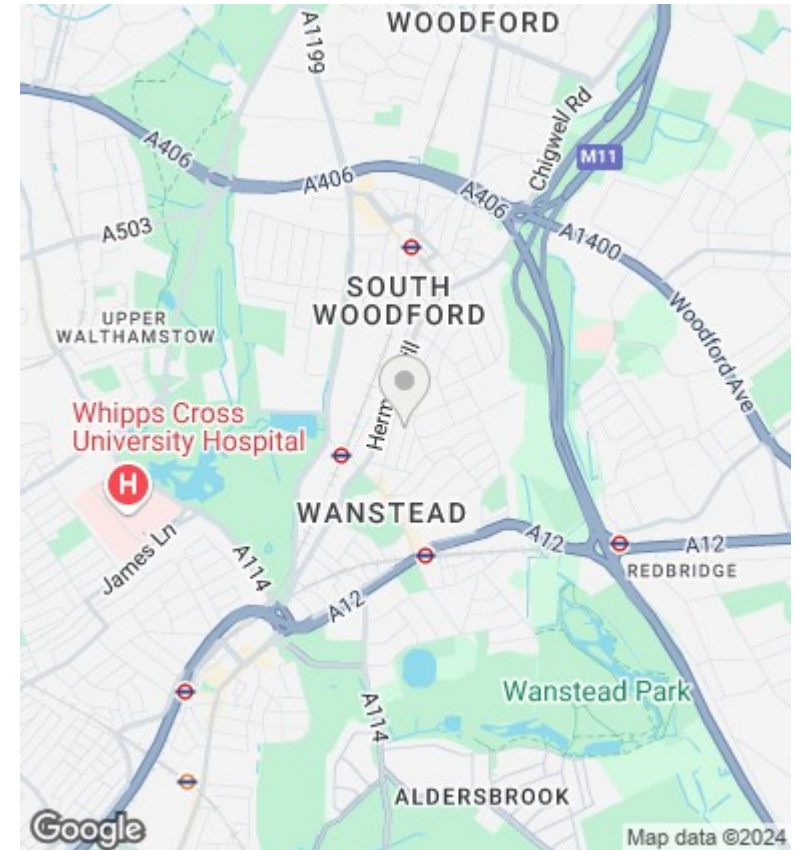 WOODFORD
A1199
Chigwell Rd
M11
A406
A406
A406
A503
A1400
SOUTH
WOODFORD
UPPER
WALTHAMSTOW
Woodford Ave
Whipps Cross
University Hospital
H
WANSTEAD
James Ln
A114
A12
A12
A12
REDBRIDGE
Wanstead Park
A114
ALDERSBROOK
Google
Map data ©2024